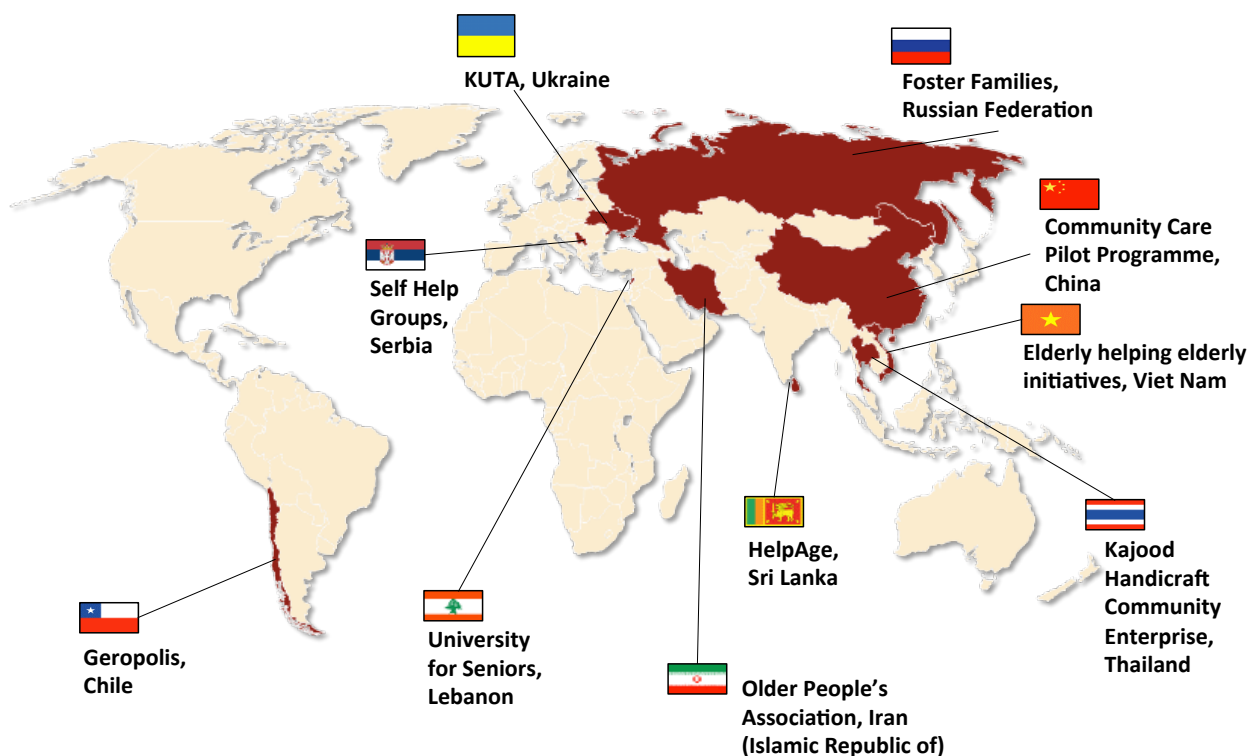 KUTA, Ukraine
Foster Families,
Russian Federation
Community Care
Pilot Programme,
China
Self Help
Groups,
Serbia
Elderly helping elderly
initiatives, Viet Nam
HelpAge,
Sri Lanka
Kajood
Handicraft
Community
Enterprise,
Thailand
Geropolis,
Chile
University
for Seniors,
Lebanon
Older People’s
Association, Iran
(Islamic Republic of)